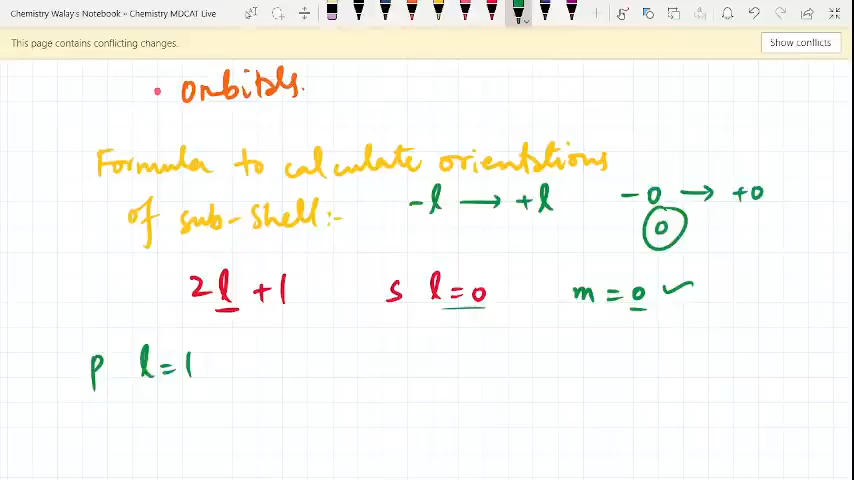 Chemistry Walay's Notebook » Chemistry MDCAT Live
This page contains conflicting changes.
Show conflicts
• orbitals.
Formula to calculate orientations
of sub-shell:-
-l → +l
-0 → +0
0
2l + 1
s l = 0
m = 0 ✓
p l = 1